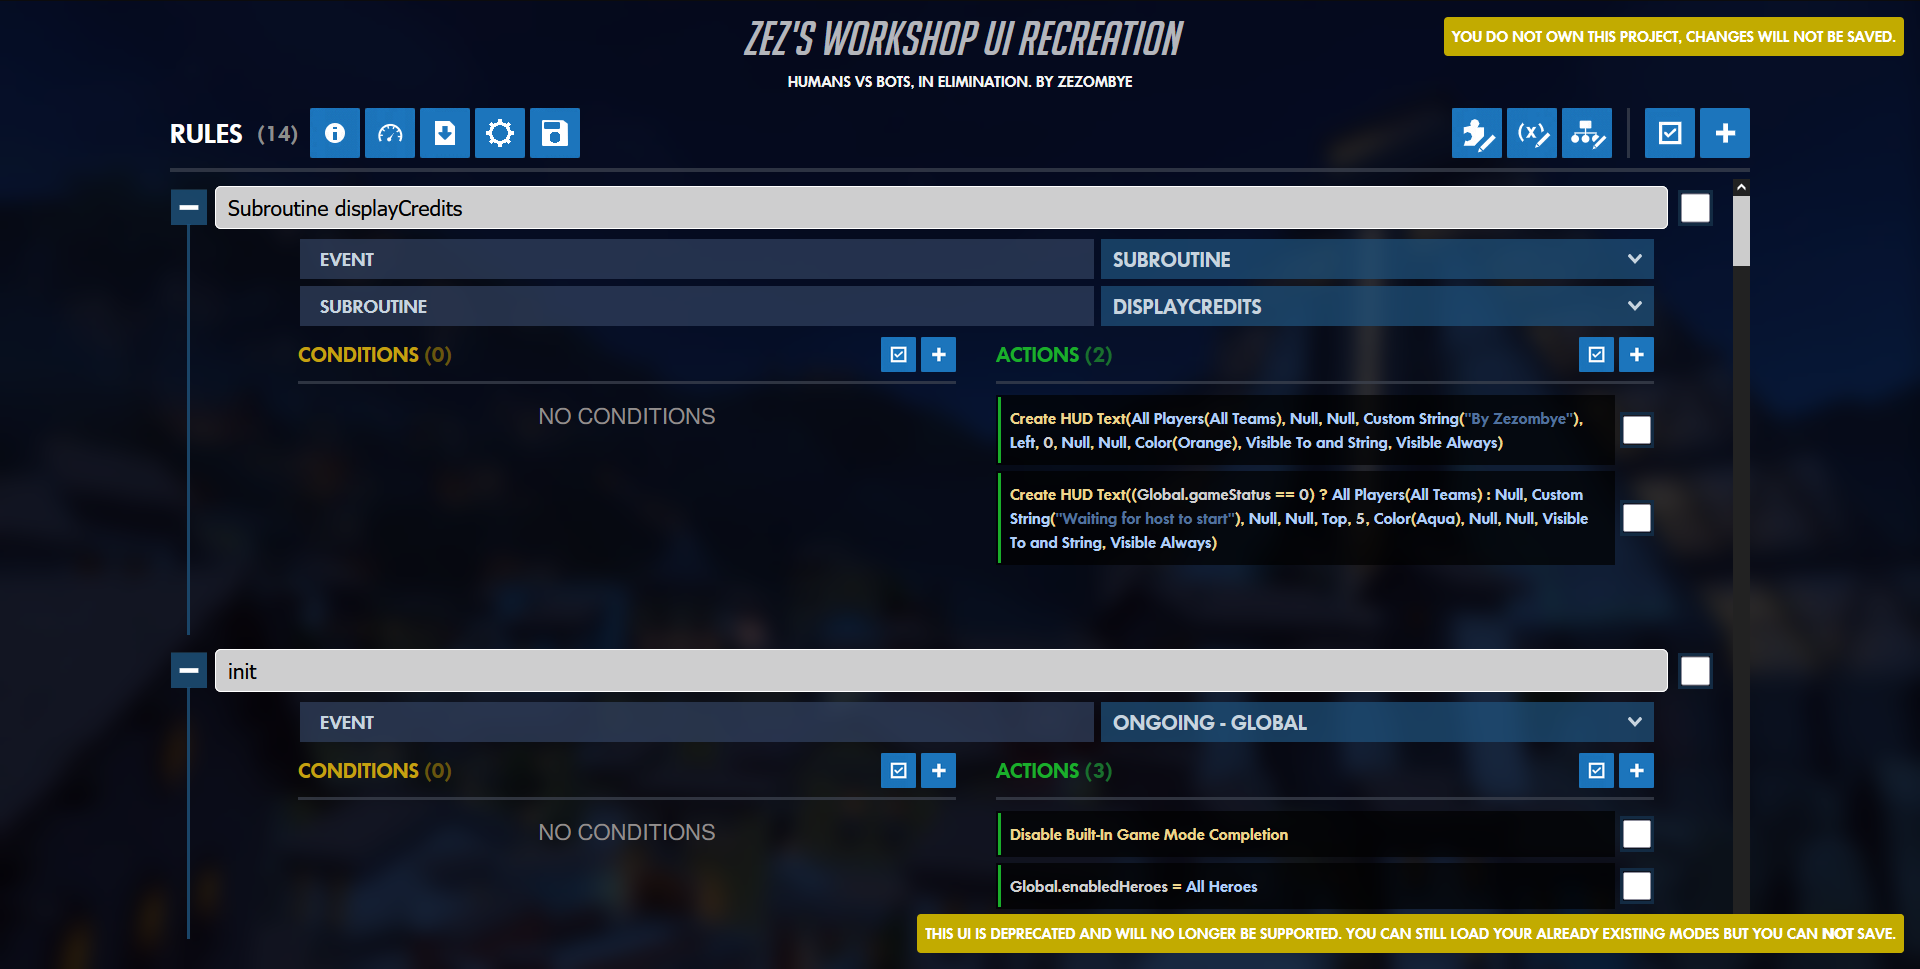 ZEZ'S WORKSHOP UI RECREATION
YOU DO NOT OWN THIS PROJECT, CHANGES WILL NOT BE SAVED.
HUMANS VS BOTS, IN ELIMINATION. BY ZEZOMBYE
RULES (14)
Subroutine displayCredits
EVENT
SUBROUTINE
SUBROUTINE
DISPLAYCREDITS
CONDITIONS (0)
NO CONDITIONS
ACTIONS (2)
Create HUD Text(All Players(All Teams), Null, Null, Custom String("By Zezombye"),
Left, 0, Null, Null, Color(Orange), Visible To and String, Visible Always)
Create HUD Text((Global.gameStatus == 0) ? All Players(All Teams) : Null, Custom
String("Waiting for host to start"), Null, Null, Top, 5, Color(Aqua), Null, Null, Visible
To and String, Visible Always)
init
EVENT
ONGOING - GLOBAL
CONDITIONS (0)
NO CONDITIONS
ACTIONS (3)
Disable Built-In Game Mode Completion
Global.enabledHeroes = All Heroes
THIS UI IS DEPRECATED AND WILL NO LONGER BE SUPPORTED. YOU CAN STILL LOAD YOUR ALREADY EXISTING MODES BUT YOU CAN NOT SAVE.